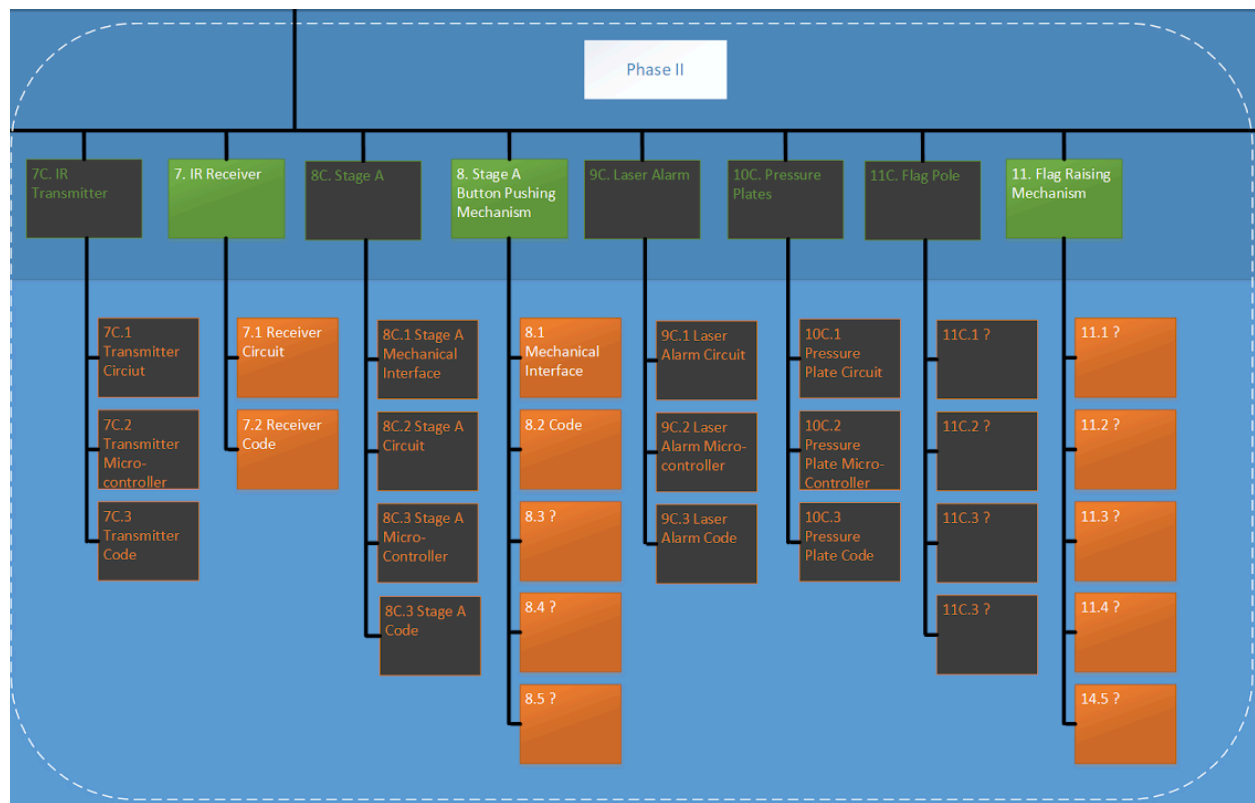 Phase II
7C. IR
Transmitter
7. IR Receiver
8C. Stage A
8. Stage A
Button Pushing
Mechanism
9C. Laser Alarm
10C. Pressure
Plates
11C. Flag Pole
11. Flag Raising
Mechanism
7C.1
Transmitter
Circiut
7C.2
Transmitter
Micro-
controller
7C.3
Transmitter
Code
7.1 Receiver
Circuit
7.2 Receiver
Code
8C.1 Stage A
Mechanical
Interface
8C.2 Stage A
Circuit
8C.3 Stage A
Micro-
Controller
8C.3 Stage A
Code
8.1
Mechanical
Interface
8.2 Code
8.3 ?
8.4 ?
8.5 ?
9C.1 Laser
Alarm Circuit
9C.2 Laser
Alarm Micro-
controller
9C.3 Laser
Alarm Code
10C.1
Pressure
Plate Circuit
10C.2
Pressure
Plate Micro-
Controller
10C.3
Pressure
Plate Code
11C.1 ?
11C.2 ?
11C.3 ?
11C.3 ?
11.1 ?
11.2 ?
11.3 ?
11.4 ?
14.5 ?